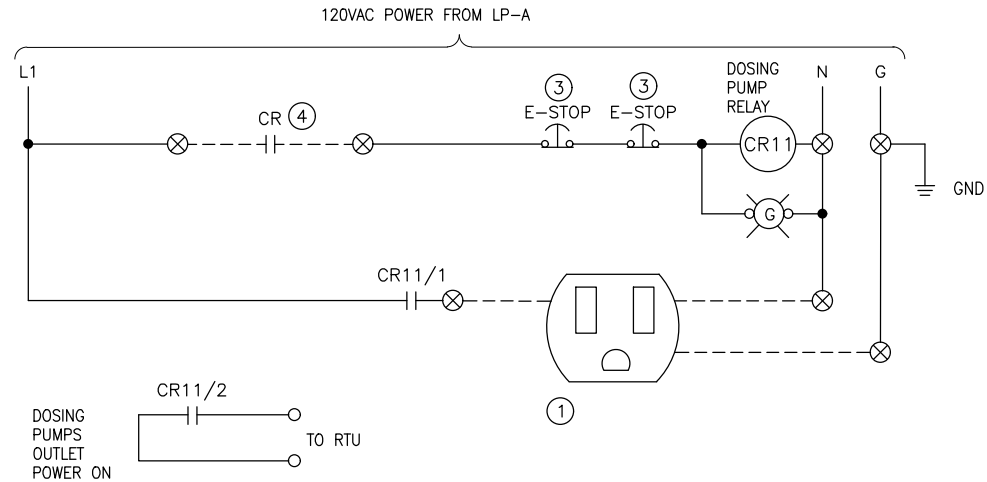 120VAC POWER FROM LP-A
L1
N
G
DOSING
PUMP
RELAY
3
3
E-STOP
E-STOP
CR 4
CR11
GND
G
CR11/1
1
CR11/2
DOSING
PUMPS
OUTLET
POWER ON
TO RTU